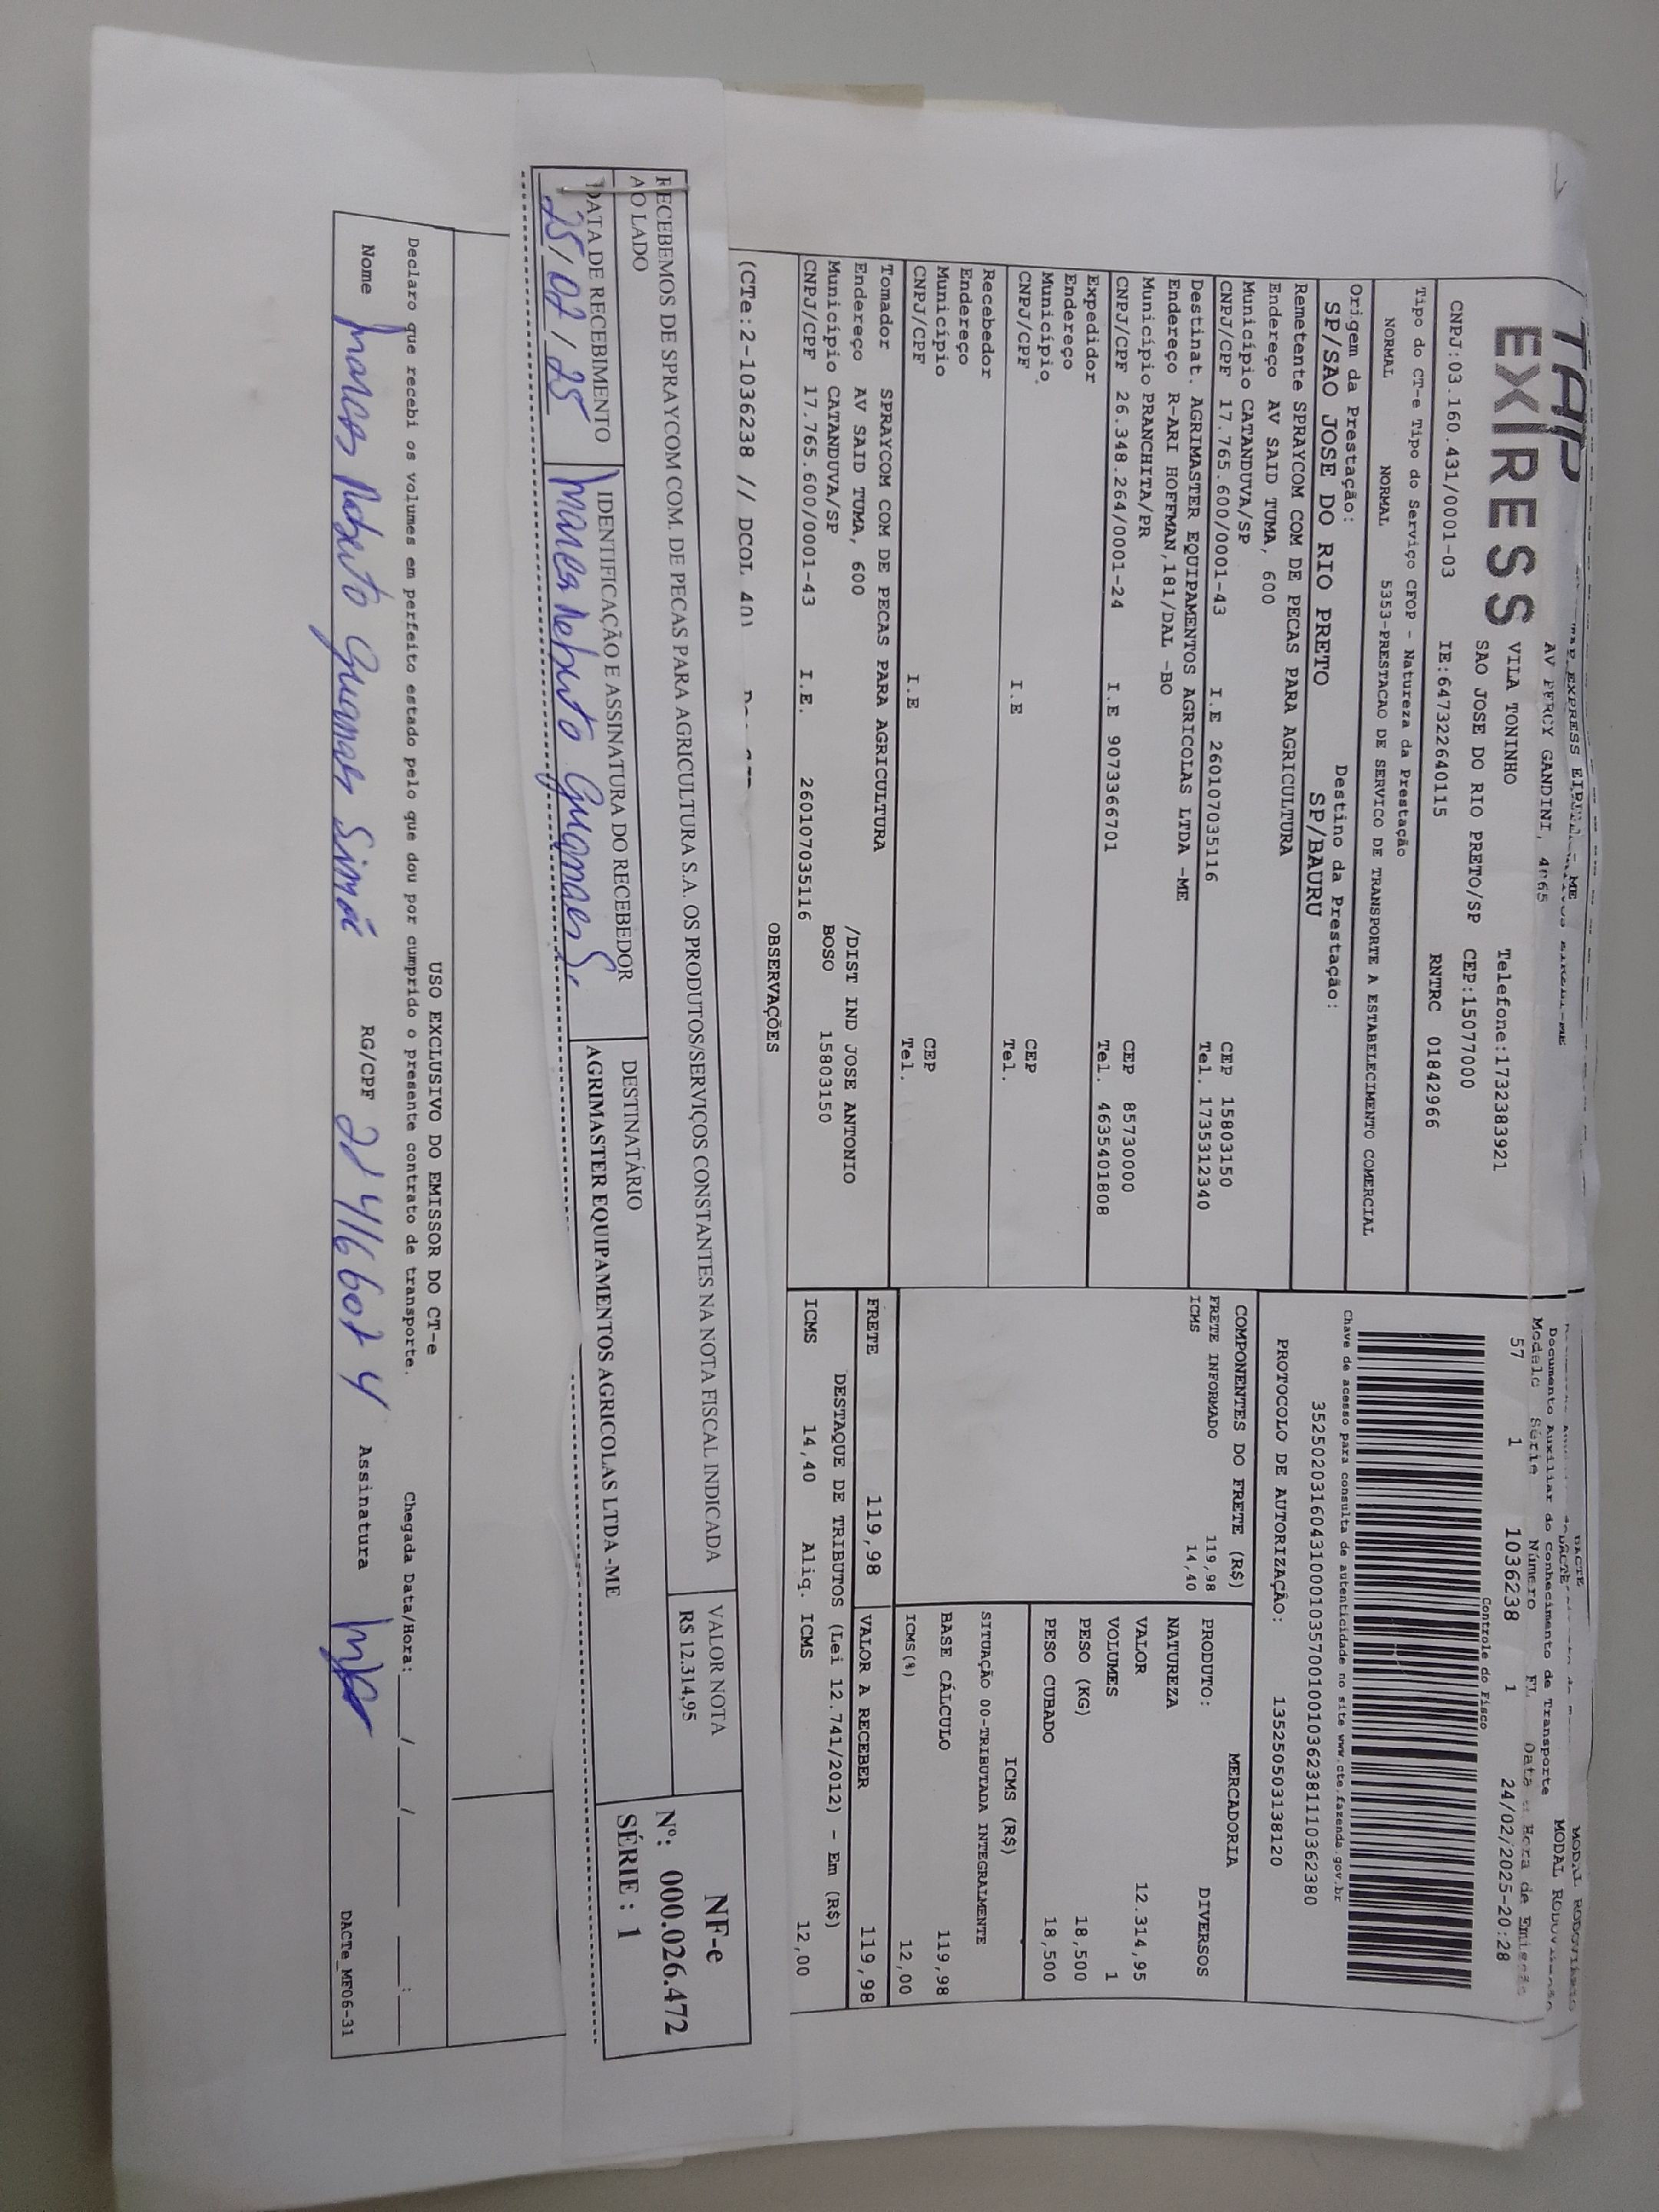 TAP
EXPRESS
AV PERCY GANDINI, 4065
VILA TONINHO Telefone:1732383921
SAO JOSE DO RIO PRETO/SP CEP:15077000
CNPJ:03.160.431/0001-03 IE:647322640115 RNTRC 01842966
Tipo do CT-e Tipo do Serviço CFOP - Natureza da Prestação
NORMAL NORMAL 5353-PRESTACAO DE SERVICO DE TRANSPORTE A ESTABELECIMENTO COMERCIAL
Origem da Prestação: Destino da Prestação:
SP/SAO JOSE DO RIO PRETO SP/BAURU
Remetente SPRAYCOM COM DE PECAS PARA AGRICULTURA
Endereço AV SAID TUMA, 600
Município CATANDUVA/SP CEP 15803150
CNPJ/CPF 17.765.600/0001-43 I.E 260107035116 Tel. 1735312340
Destinat. AGRIMASTER EQUIPAMENTOS AGRICOLAS LTDA -ME
Endereço R-ARI HOFFMAN,181/DAL -BO
Município PRANCHITA/PR CEP 85730000
CNPJ/CPF 26.348.264/0001-24 I.E 9073366701 Tel. 4635401808
Expedidor
Endereço
Município CEP
CNPJ/CPF I.E Tel.
Recebedor
Endereço
Município CEP
CNPJ/CPF I.E Tel.
Tomador SPRAYCOM COM DE PECAS PARA AGRICULTURA
Endereço AV SAID TUMA, 600 /DIST IND JOSE ANTONIO
Município CATANDUVA/SP BOSO 15803150
CNPJ/CPF 17.765.600/0001-43 I.E. 260107035116
OBSERVAÇÕES
(CTe:2-1036238 // DCOL 401
DACTE
MODAL RODOVIARIO
Documento Auxiliar do Conhecimento de Transporte
Modelo Série Número FL Data e Hora de Emissão
57 1 1036238 1 24/02/2025-20:28
Controle do Fisco
Chave de acesso para consulta de autenticidade no site www.cte.fazenda.gov.br
35250203160431000103570010010362381110362380
PROTOCOLO DE AUTORIZAÇÃO: 135250503138120
COMPONENTES DO FRETE (R$)
FRETE INFORMADO 119,98
ICMS 14,40
MERCADORIA
PRODUTO: DIVERSOS
NATUREZA
VALOR 12.314,95
VOLUMES 1
PESO (KG) 18,500
PESO CUBADO 18,500
ICMS (R$)
SITUAÇÃO 00-TRIBUTADA INTEGRALMENTE
BASE CÁLCULO 119,98
ICMS(%) 12,00
FRETE 119,98 VALOR A RECEBER 119,98
DESTAQUE DE TRIBUTOS (Lei 12.741/2012) - Em (R$)
ICMS 14,40 Aliq. ICMS 12,00
RECEBEMOS DE SPRAYCOM COM. DE PECAS PARA AGRICULTURA S.A. OS PRODUTOS/SERVIÇOS CONSTANTES NA NOTA FISCAL INDICADA
AO LADO
VALOR NOTA
R$ 12.314,95
NF-e
Nº: 000.026.472
SÉRIE : 1
DATA DE RECEBIMENTO IDENTIFICAÇÃO E ASSINATURA DO RECEBEDOR DESTINATÁRIO
25/02/25 AGRIMASTER EQUIPAMENTOS AGRICOLAS LTDA -ME
USO EXCLUSIVO DO EMISSOR DO CT-e
Declaro que recebi os volumes em perfeito estado pelo que dou por cumprido o presente contrato de transporte. Chegada Data/Hora: ___/___/___ __:__
Nome Marcos Roberto RG/CPF Assinatura
DACTe_MF06-31